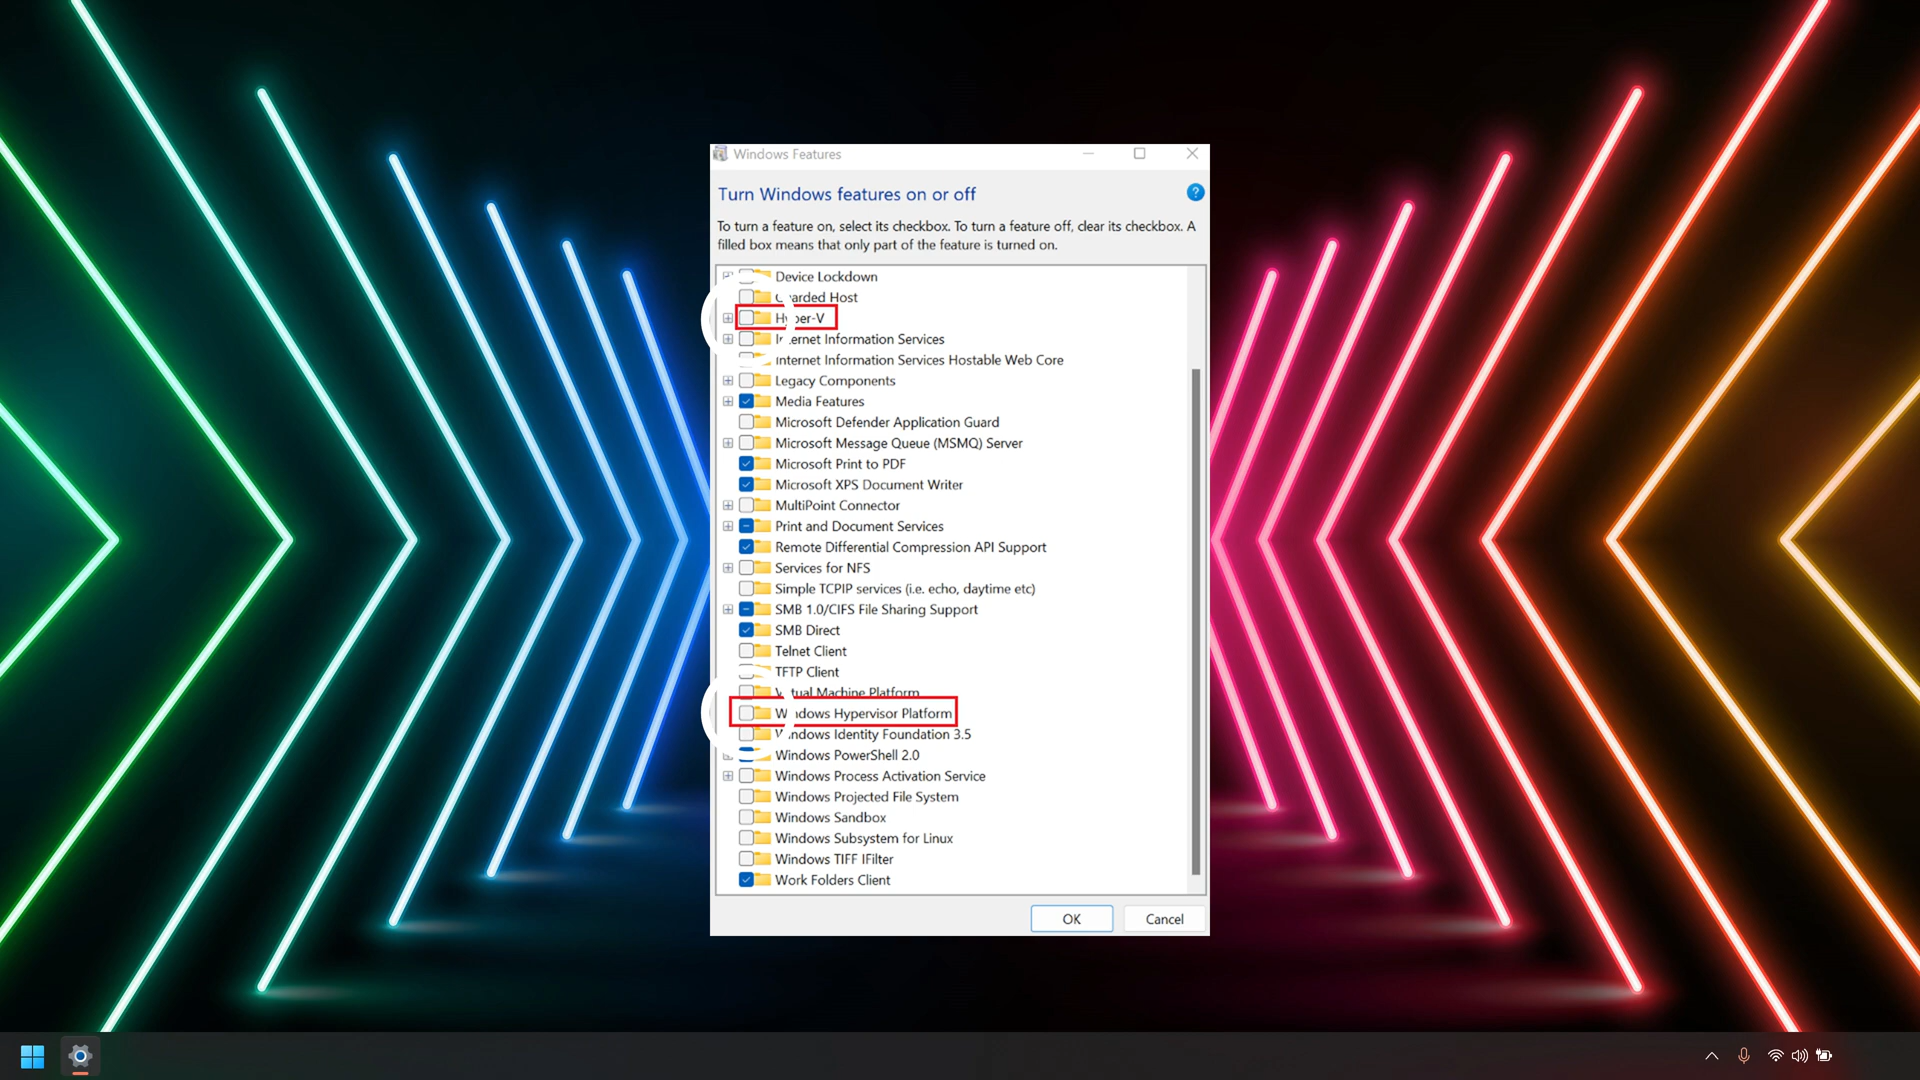 Windows Features
Turn Windows features on or off
?
To turn a feature on, select its checkbox. To turn a feature off, clear its checkbox. A
filled box means that only part of the feature is turned on.
Device Lockdown
Guarded Host
Hyper-V
Internet Information Services
Internet Information Services Hostable Web Core
Legacy Components
Media Features
Microsoft Defender Application Guard
Microsoft Message Queue (MSMQ) Server
Microsoft Print to PDF
Microsoft XPS Document Writer
MultiPoint Connector
Print and Document Services
Remote Differential Compression API Support
Services for NFS
Simple TCPIP services (i.e. echo, daytime etc)
SMB 1.0/CIFS File Sharing Support
SMB Direct
Telnet Client
TFTP Client
Virtual Machine Platform
Windows Hypervisor Platform
Windows Identity Foundation 3.5
Windows PowerShell 2.0
Windows Process Activation Service
Windows Projected File System
Windows Sandbox
Windows Subsystem for Linux
Windows TIFF IFilter
Work Folders Client
OK
Cancel